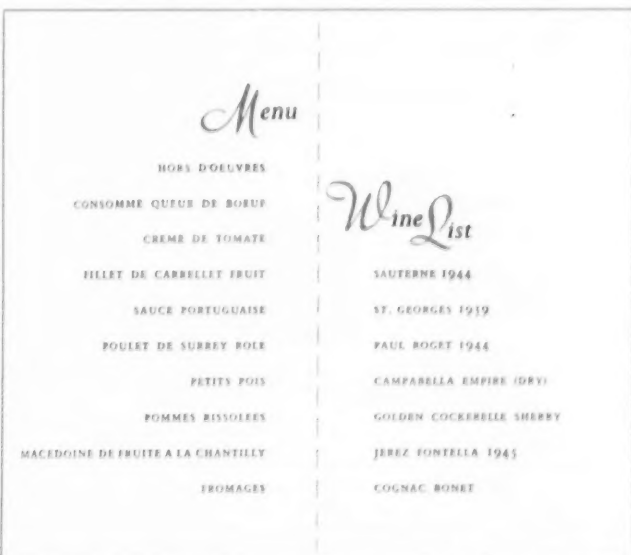 Menu
HORS D'OEUVRES
CONSOMMÉ QUEUE DE BOEUF
CREME DE TOMATE
FILLET DE CARRELLET FRUIT
SAUCE PORTUGUAISE
POULET DE SURREY ROLE
PETITS POIS
POMMES RISSOLEES
MACEDOINE DE FRUITE A LA CHANTILLY
FROMAGES
Wine List
SAUTERNE 1944
ST. GEORGES 1939
PAUL ROGET 1944
CAMPABELLA EMPIRE (DRY)
GOLDEN COCKERELLE SHERRY
JEREZ FONTELLA 1945
COGNAC BONET